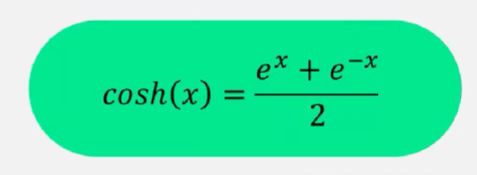 cosh(x) = (e^x + e^{-x})/2